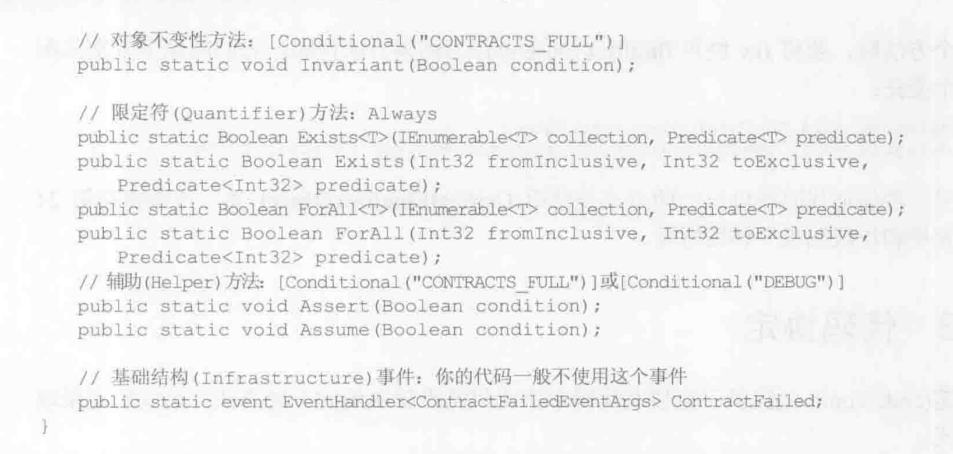 // 对象不变性方法：[Conditional("CONTRACTS_FULL")]
public static void Invariant(Boolean condition);
// 限定符(Quantifier)方法：Always
public static Boolean Exists<T>(IEnumerable<T> collection, Predicate<T> predicate);
public static Boolean Exists(Int32 fromInclusive, Int32 toExclusive,
Predicate<Int32> predicate);
public static Boolean ForAll<T>(IEnumerable<T> collection, Predicate<T> predicate);
public static Boolean ForAll(Int32 fromInclusive, Int32 toExclusive,
Predicate<Int32> predicate);
// 辅助(Helper)方法：[Conditional("CONTRACTS_FULL")]或[Conditional("DEBUG")]
public static void Assert(Boolean condition);
public static void Assume(Boolean condition);
// 基础结构(Infrastructure)事件：你的代码一般不使用这个事件
public static event EventHandler<ContractFailedEventArgs> ContractFailed;
}